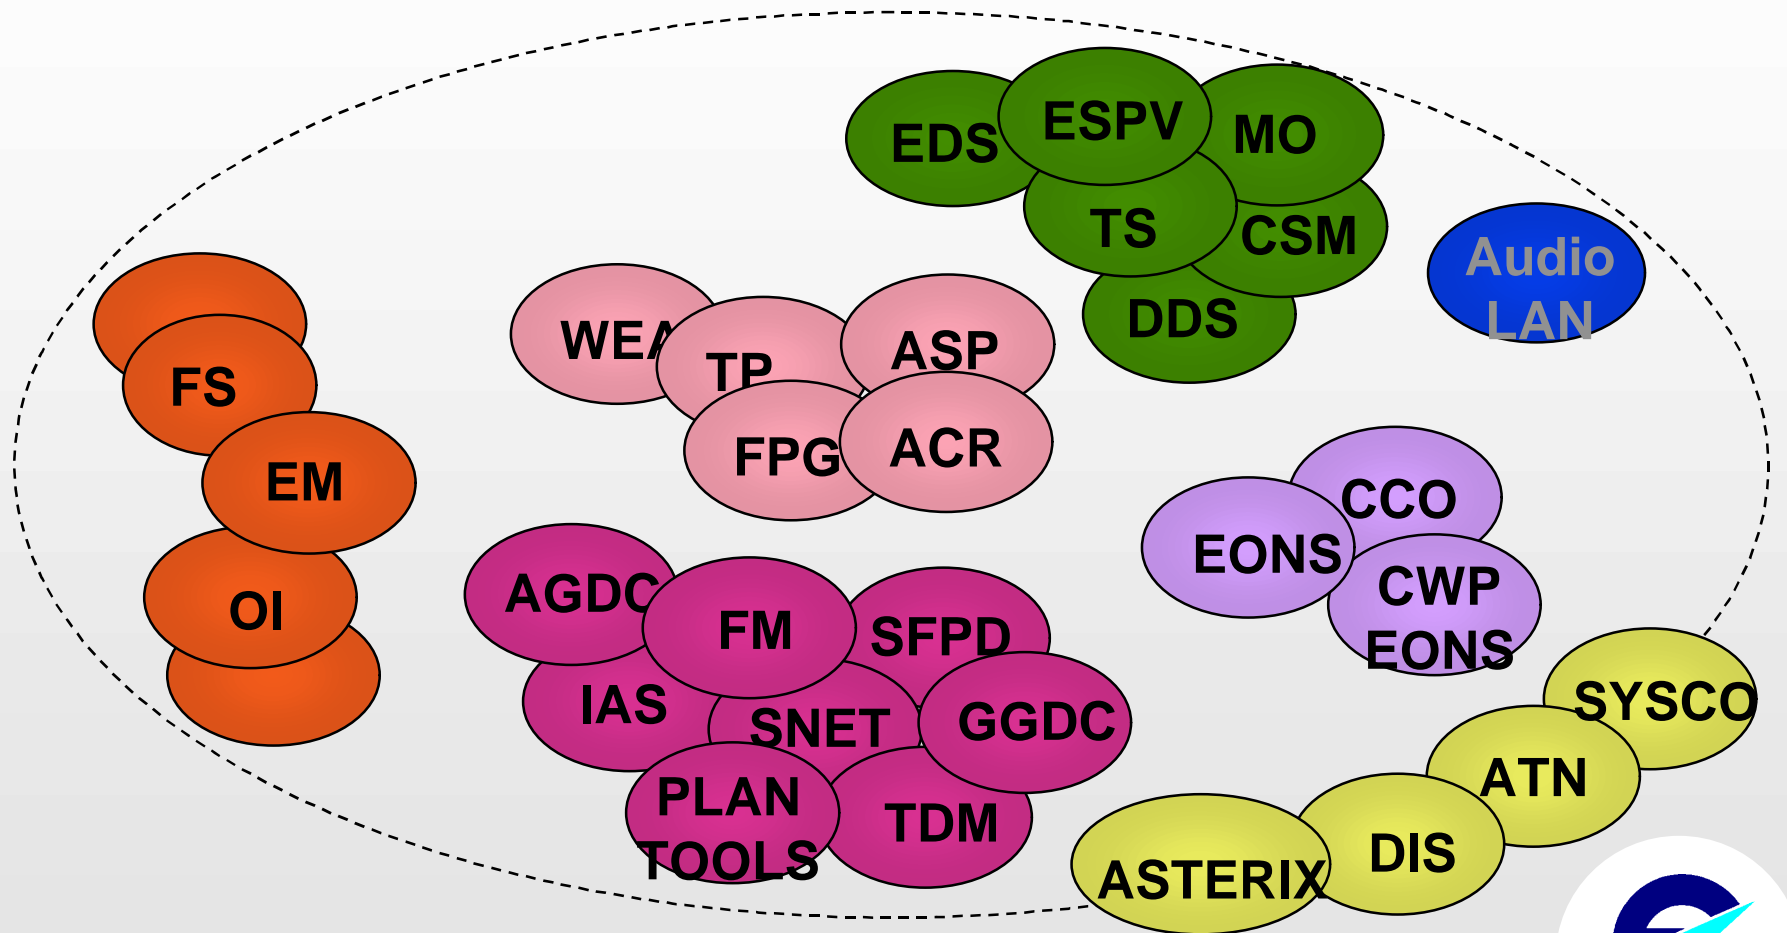 EDS
ESPV
MO
TS
CSM
DDS
Audio
LAN
FS
EM
OI
WEA
TP
ASP
FPG
ACR
CCO
EONS
CWP
EONS
AGDC
FM
SFPD
IAS
SNET
GGDC
PLAN
TOOLS
TDM
SYSCO
ATN
DIS
ASTERIX